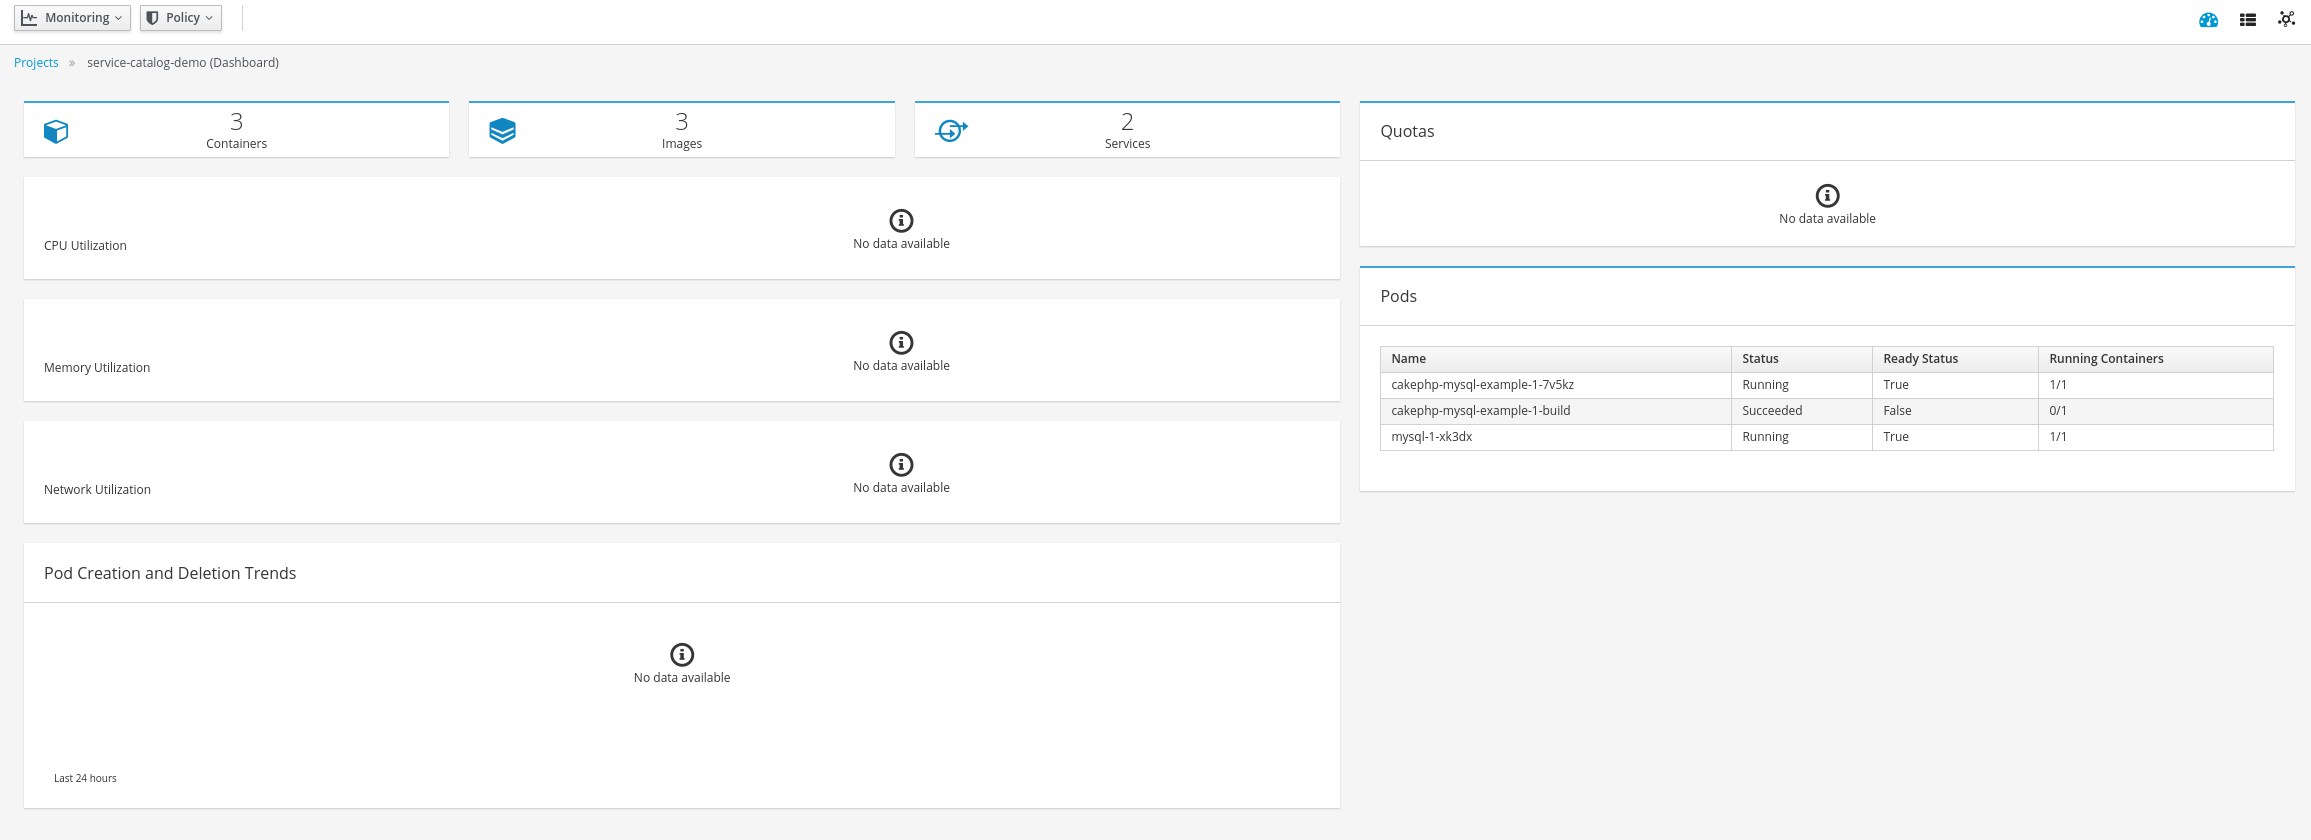 Monitoring Policy
Projects » service-catalog-demo (Dashboard)
3
Containers
3
Images
2
Services
CPU Utilization
No data available
Memory Utilization
No data available
Network Utilization
No data available
Pod Creation and Deletion Trends
No data available
Last 24 hours
Quotas
No data available
Pods
Name Status Ready Status Running Containers
cakephp-mysql-example-1-7v5kz Running True 1/1
cakephp-mysql-example-1-build Succeeded False 0/1
mysql-1-xk3dx Running True 1/1